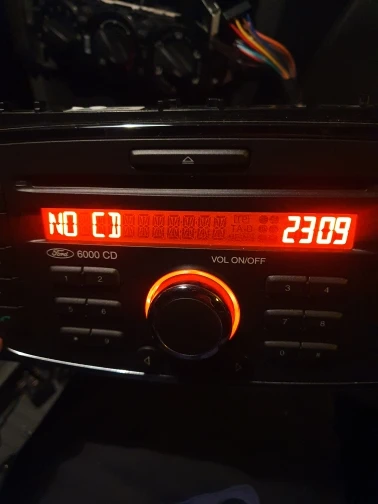 NO CD 2309
Ford 6000 CD VOL ON/OFF
1 2 3 4
5 6 7 8
* 9 0 #